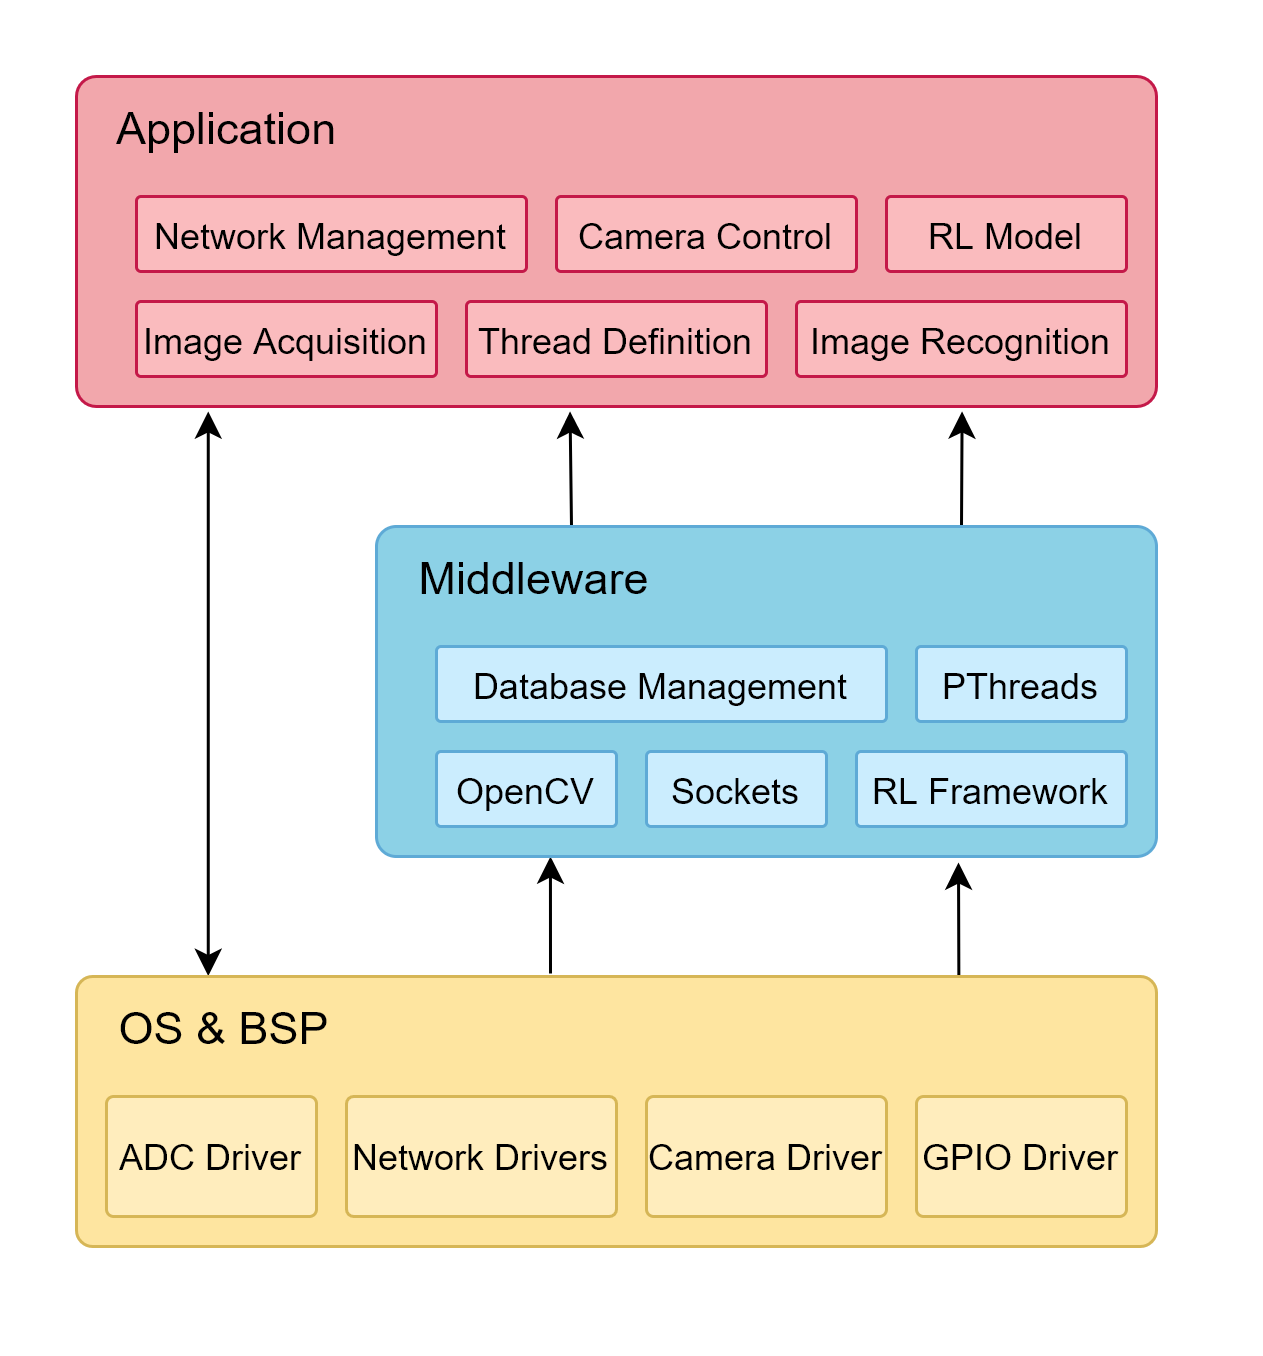 Application
Network Management
Camera Control
RL Model
Image Acquisition
Thread Definition
Image Recognition
Middleware
Database Management
PThreads
OpenCV
Sockets
RL Framework
OS & BSP
ADC Driver
Network Drivers
Camera Driver
GPIO Driver